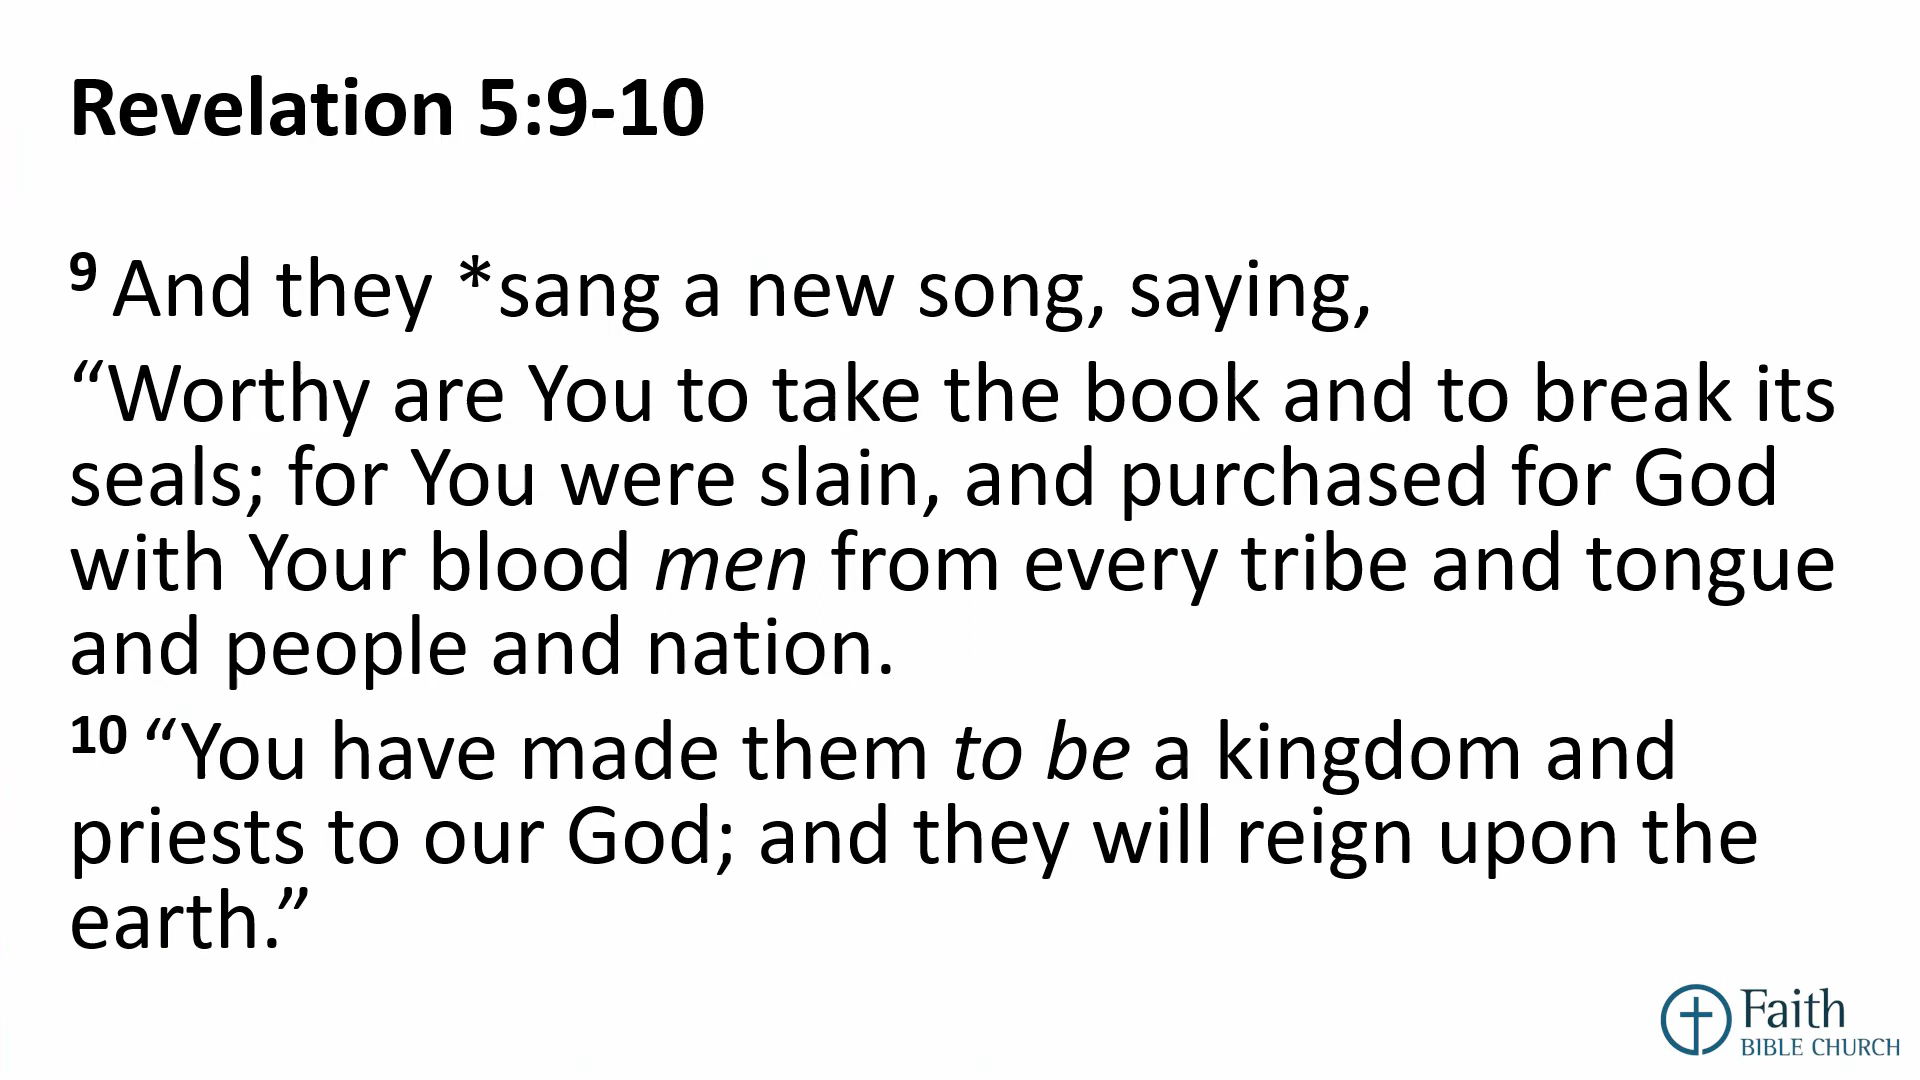 Revelation 5:9-10
9 And they *sang a new song, saying,
“Worthy are You to take the book and to break its
seals; for You were slain, and purchased for God
with Your blood men from every tribe and tongue
and people and nation.
10 “You have made them to be a kingdom and
priests to our God; and they will reign upon the
earth.”
Faith
BIBLE CHURCH